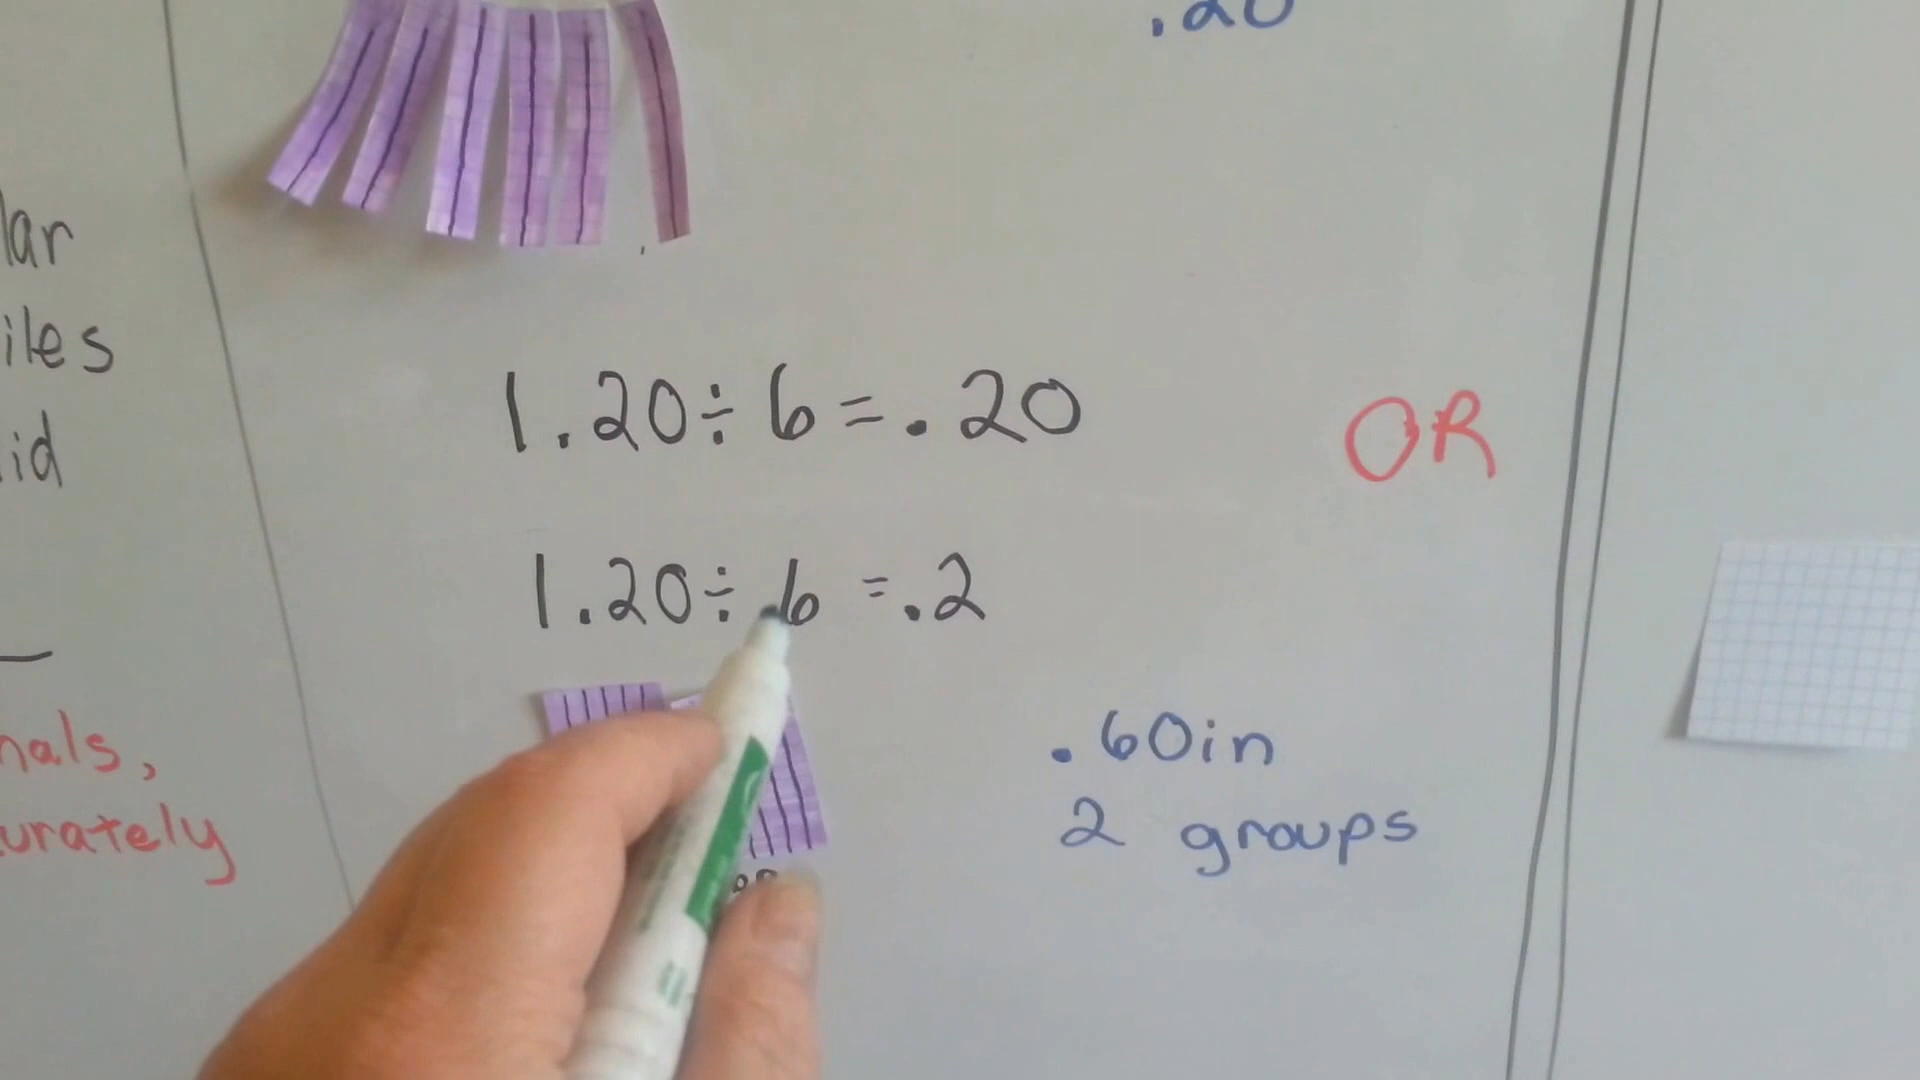 .20
lar
iles
id
1.20÷6=.20
OR
1.20÷6=.2
nals,
urately
.60in
2 groups